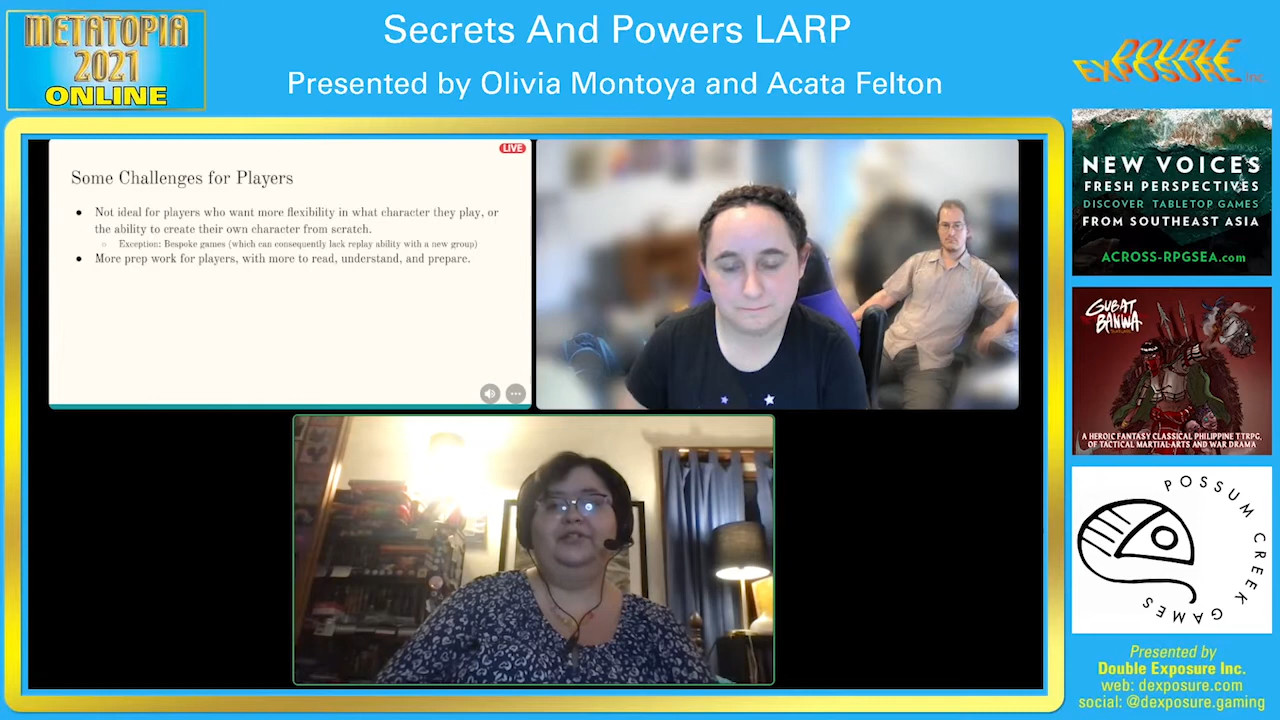 METATOPIA
2021
ONLINE
Secrets And Powers LARP
Presented by Olivia Montoya and Acata Felton
DOUBLE
EXPOSURE INC.
LIVE
Some Challenges for Players
● Not ideal for players who want more flexibility in what character they play, or
the ability to create their own character from scratch.
○ Exception: Bespoke games (which can consequently lack replay ability with a new group)
● More prep work for players, with more to read, understand, and prepare.
NEW VOICES
FRESH PERSPECTIVES
DISCOVER TABLETOP GAMES
FROM SOUTHEAST ASIA
ACROSS-RPGSEA.com
GUBAT
BANWA
A HEROIC FANTASY CLASSICAL PHILIPPINE TTRPG,
OF TACTICAL MARTIAL-ARTS AND WAR DRAMA
POSSUM CREEK GAMES
Presented by
Double Exposure Inc.
web: dexposure.com
social: @dexposure.gaming